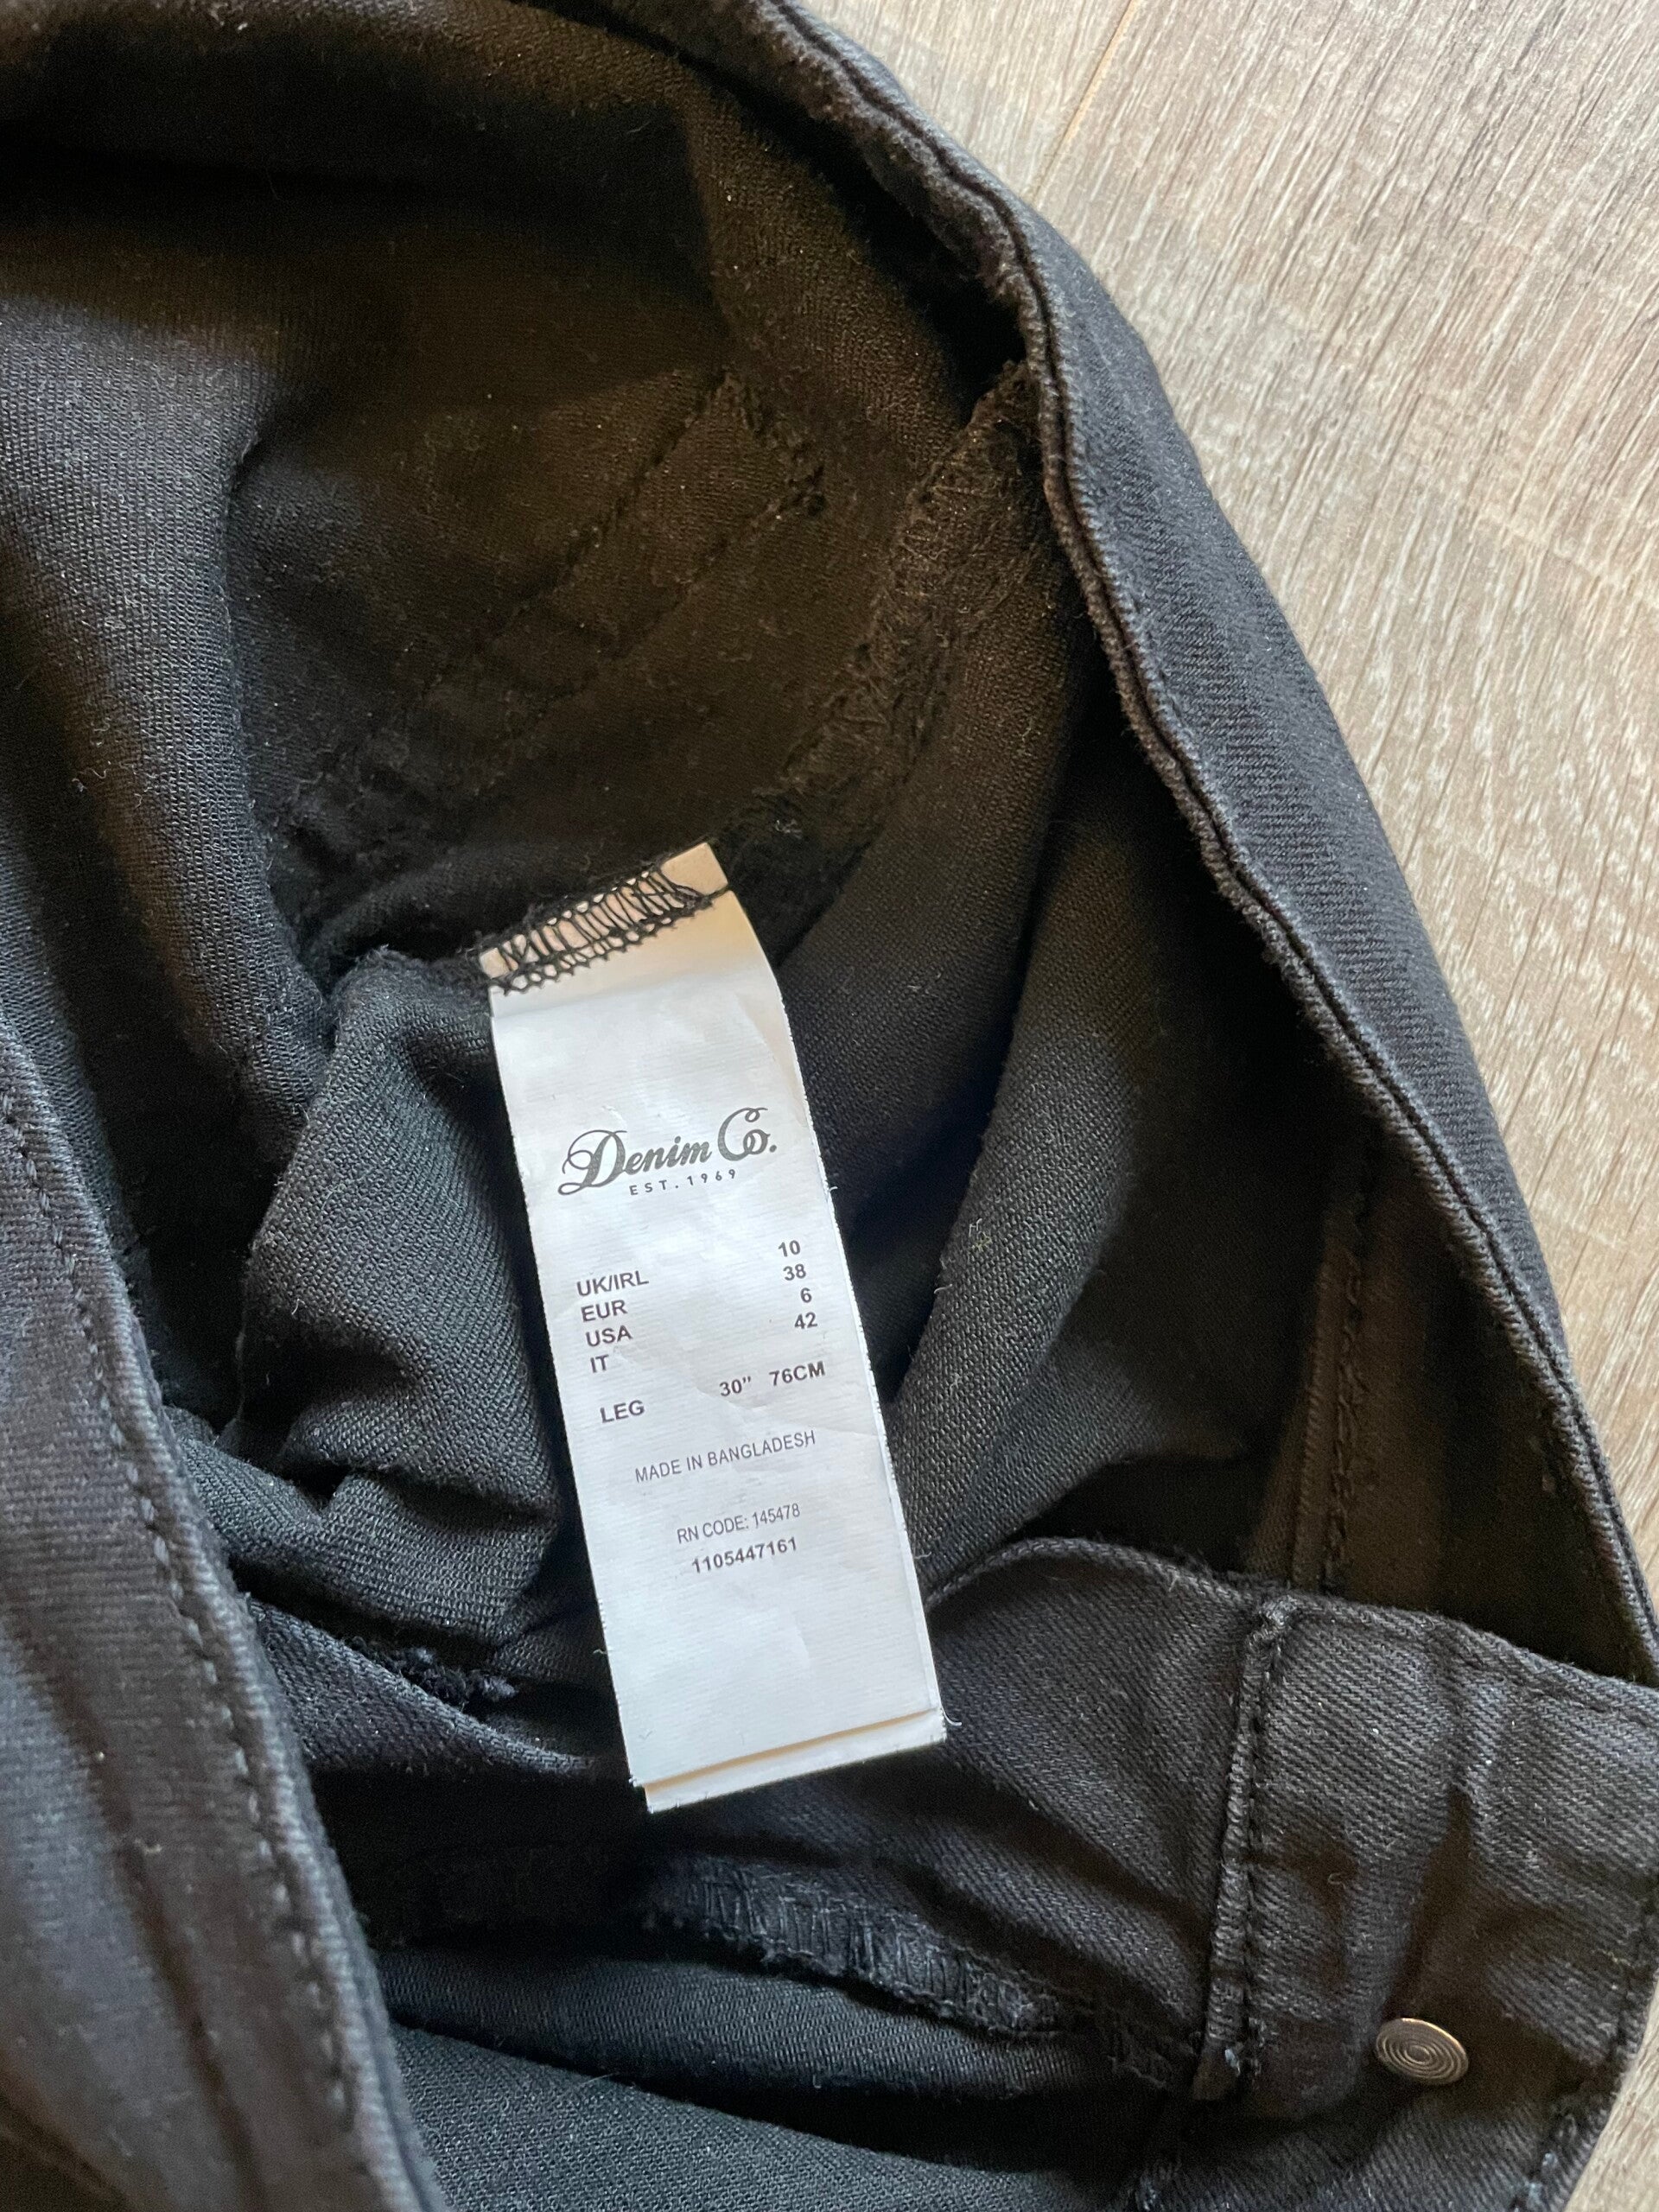 Denim Co.
EST. 1969
UK/IRL 10
EUR 38
USA 6
IT 42
LEG 30" 76CM
MADE IN BANGLADESH
RN CODE: 145478
1105447161